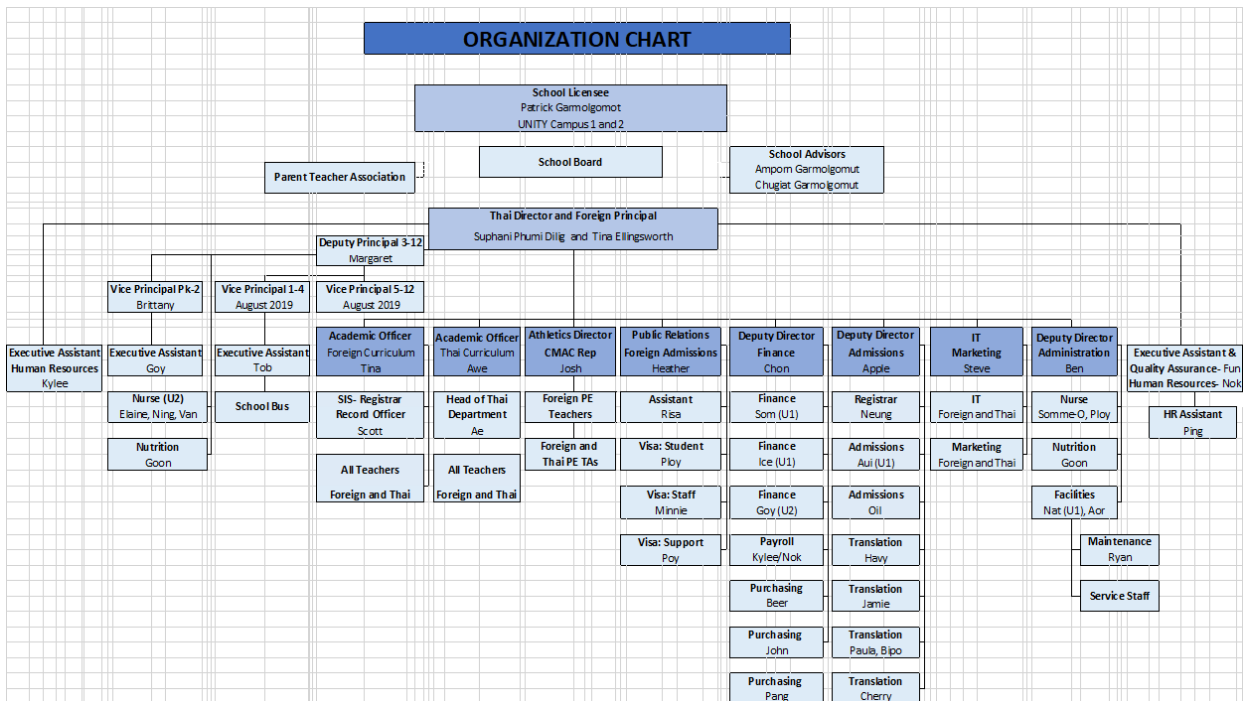 ORGANIZATION CHART
School Licensee
Patrick Garmolgomot
UNITY Campus 1 and 2
School Board
Parent Teacher Association
School Advisors
Amporn Garmolgomut
Chugiat Garmolgomut
Thai Director and Foreign Principal
Suphani Phumi Dilig and Tina Ellingsworth
Deputy Principal 3-12
Margaret
Vice Principal Pk-2
Brittany
Vice Principal 1-4
August 2019
Vice Principal 5-12
August 2019
Executive Assistant
Human Resources
Kylee
Executive Assistant
Goy
Nurse (U2)
Elaine, Ning, Van
Nutrition
Goon
Executive Assistant
Tob
School Bus
Academic Officer
Foreign Curriculum
Tina
SIS- Registrar
Record Officer
Scott
All Teachers
Foreign and Thai
Academic Officer
Thai Curriculum
Awe
Head of Thai
Department
Ae
All Teachers
Foreign and Thai
Athletics Director
CMAC Rep
Josh
Foreign PE
Teachers
Foreign and
Thai PE TAs
Public Relations
Foreign Admissions
Heather
Assistant
Risa
Visa: Student
Ploy
Visa: Staff
Minnie
Visa: Support
Poy
Deputy Director
Finance
Chon
Finance
Som (U1)
Finance
Ice (U1)
Finance
Goy (U2)
Payroll
Kylee/Nok
Purchasing
Beer
Purchasing
John
Purchasing
Pang
Deputy Director
Admissions
Apple
Registrar
Neung
Admissions
Aui (U1)
Admissions
Oil
Translation
Havy
Translation
Jamie
Translation
Paula, Bipo
Translation
Cherry
IT
Marketing
Steve
IT
Foreign and Thai
Marketing
Foreign and Thai
Deputy Director
Administration
Ben
Nurse
Somme-O, Ploy
Nutrition
Goon
Facilities
Nat (U1), Aor
Maintenance
Ryan
Service Staff
Executive Assistant &
Quality Assurance- Fun
Human Resources- Nok
HR Assistant
Ping